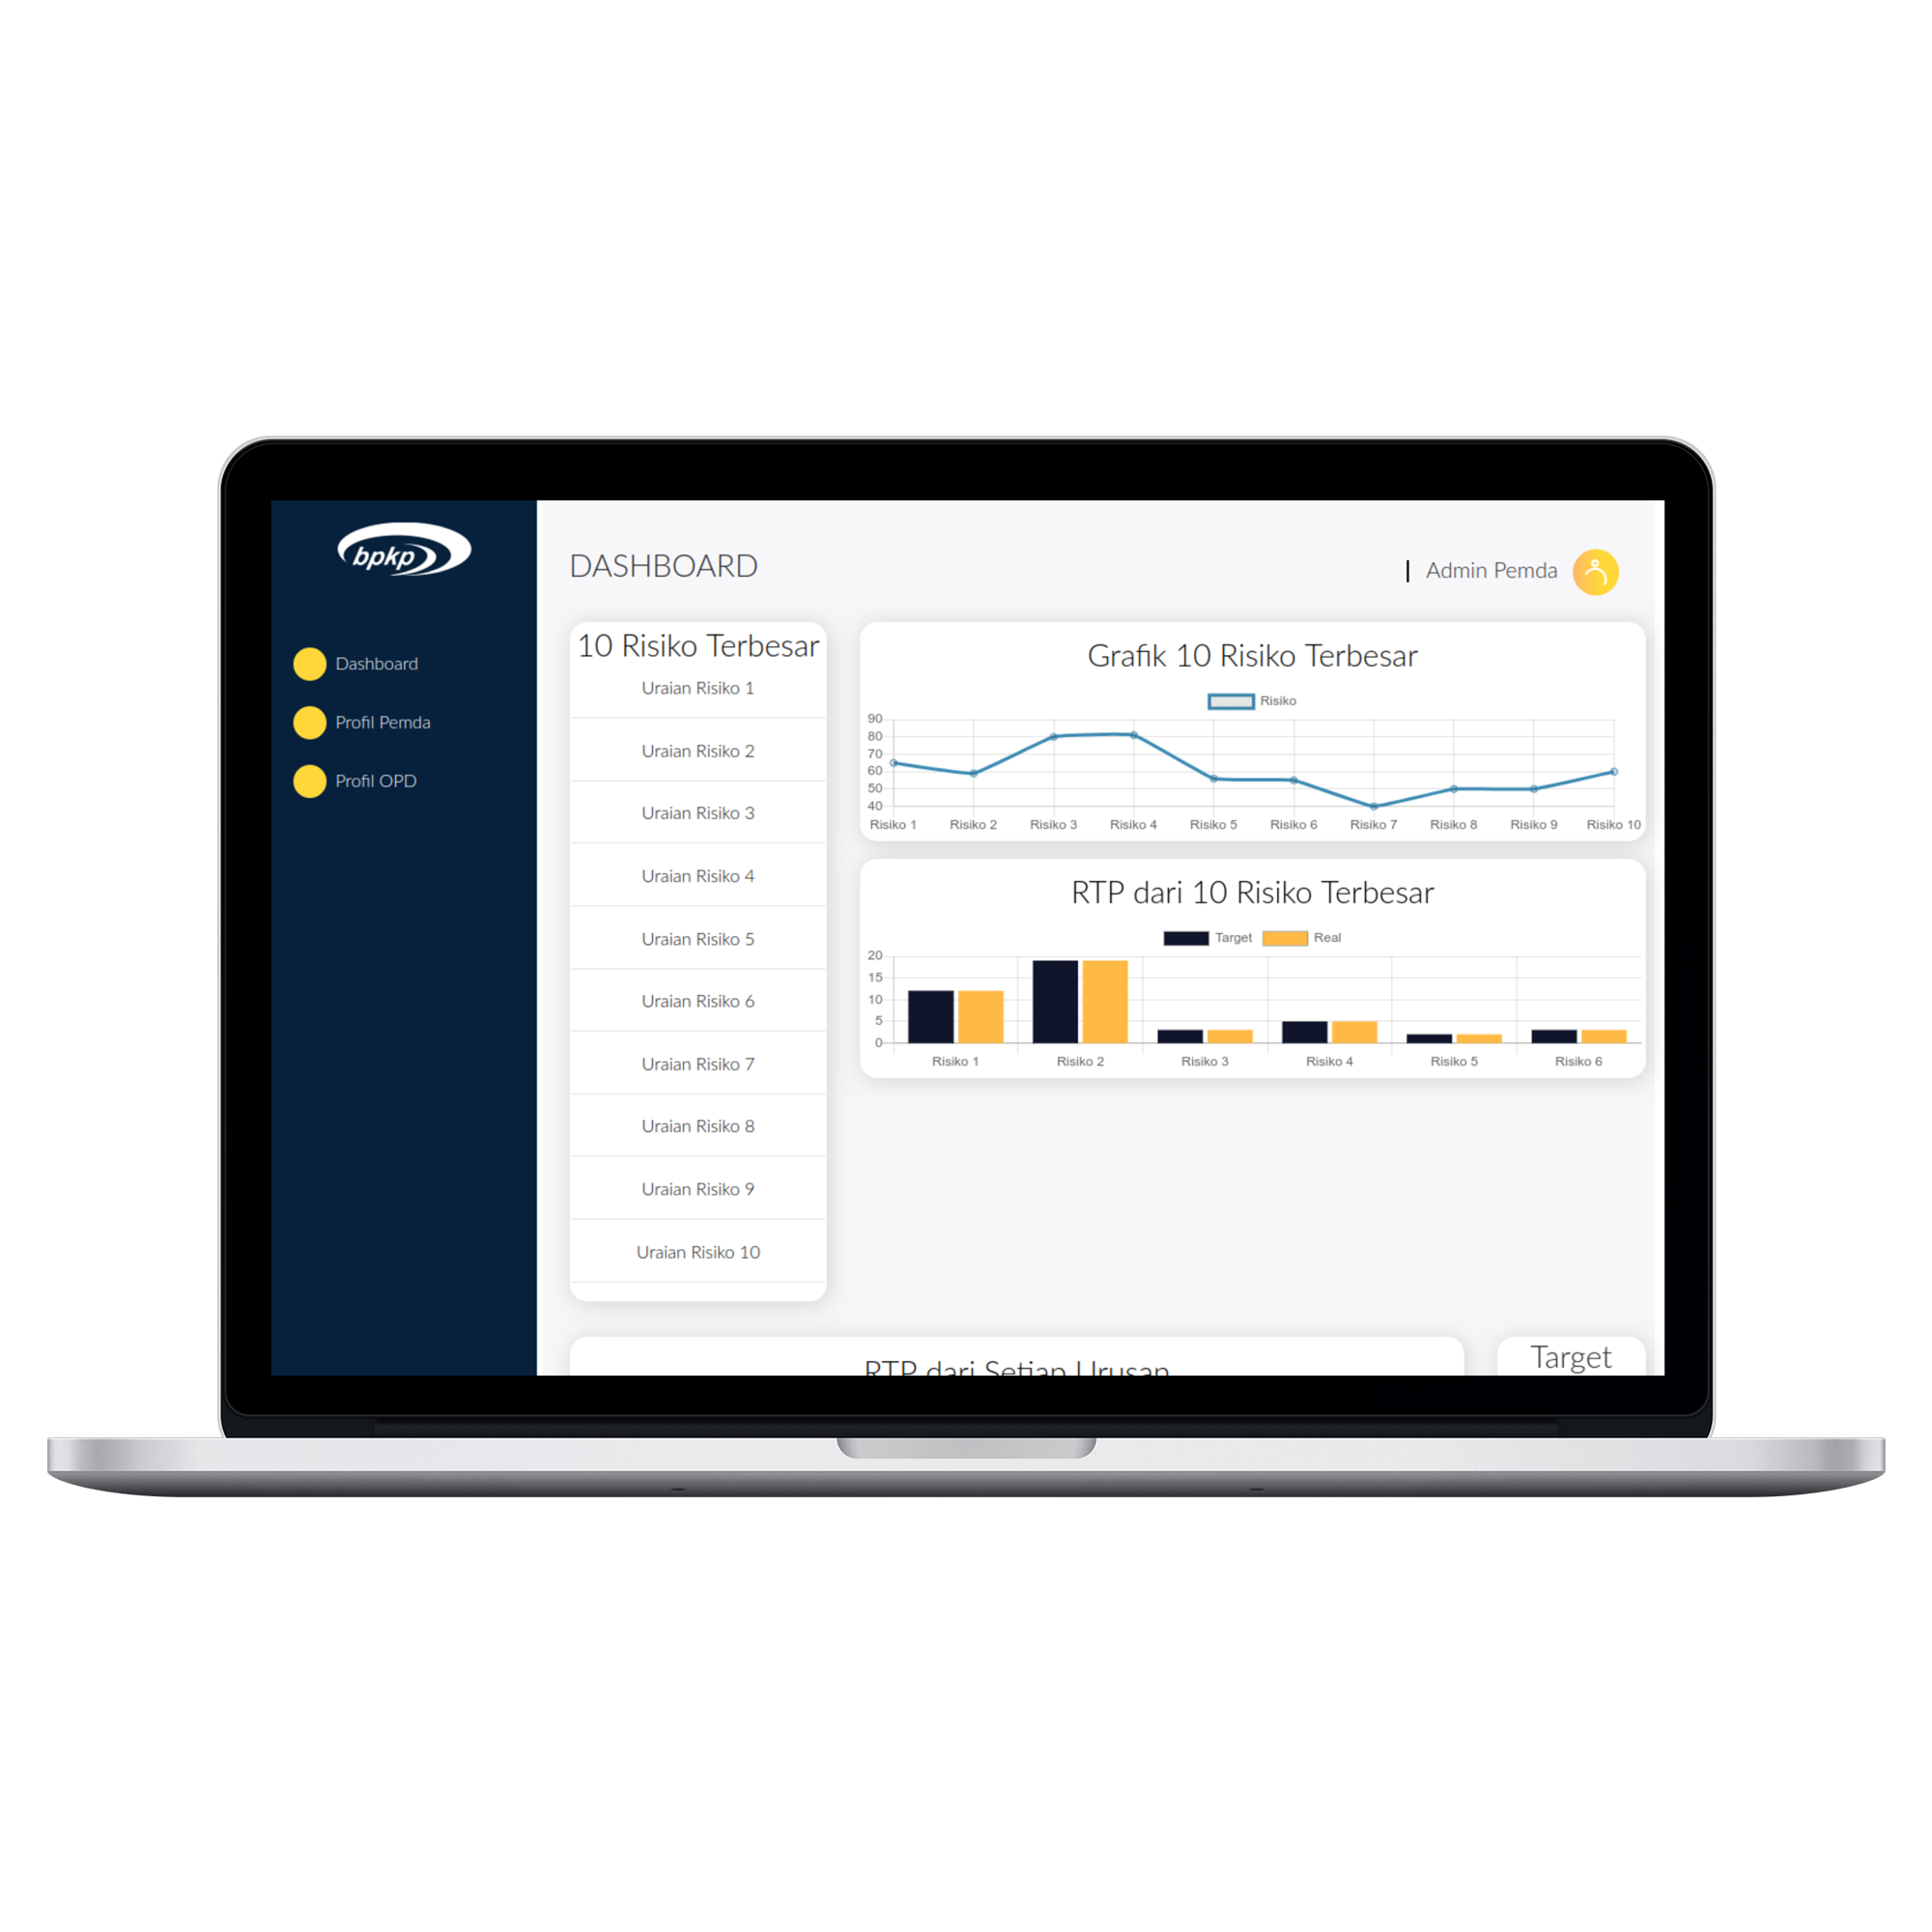 bpkp
Dashboard
Profil Pemda
Profil OPD
DASHBOARD
Admin Pemda
10 Risiko Terbesar
Uraian Risiko 1
Uraian Risiko 2
Uraian Risiko 3
Uraian Risiko 4
Uraian Risiko 5
Uraian Risiko 6
Uraian Risiko 7
Uraian Risiko 8
Uraian Risiko 9
Uraian Risiko 10
Grafik 10 Risiko Terbesar
Risiko
90
80
70
60
50
40
Risiko 1 Risiko 2 Risiko 3 Risiko 4 Risiko 5 Risiko 6 Risiko 7 Risiko 8 Risiko 9 Risiko 10
RTP dari 10 Risiko Terbesar
Target Real
20
15
10
5
0
Risiko 1 Risiko 2 Risiko 3 Risiko 4 Risiko 5 Risiko 6
RTP dari Setiap Urusan
Target